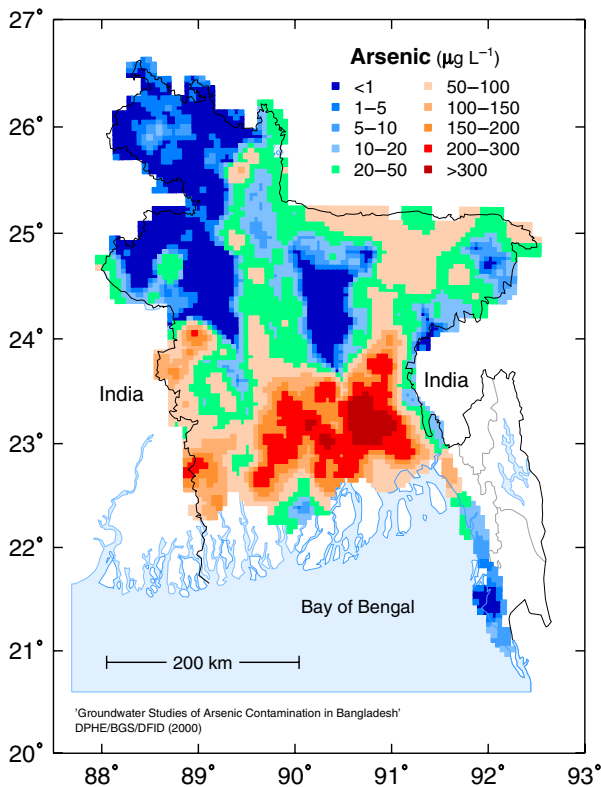 27°
26°
25°
24°
23°
22°
21°
20°
Arsenic (µg L⁻¹)
<1
1–5
5–10
10–20
20–50
50–100
100–150
150–200
200–300
>300
India
India
Bay of Bengal
200 km
'Groundwater Studies of Arsenic Contamination in Bangladesh'
DPHE/BGS/DFID (2000)
88° 89° 90° 91° 92° 93°